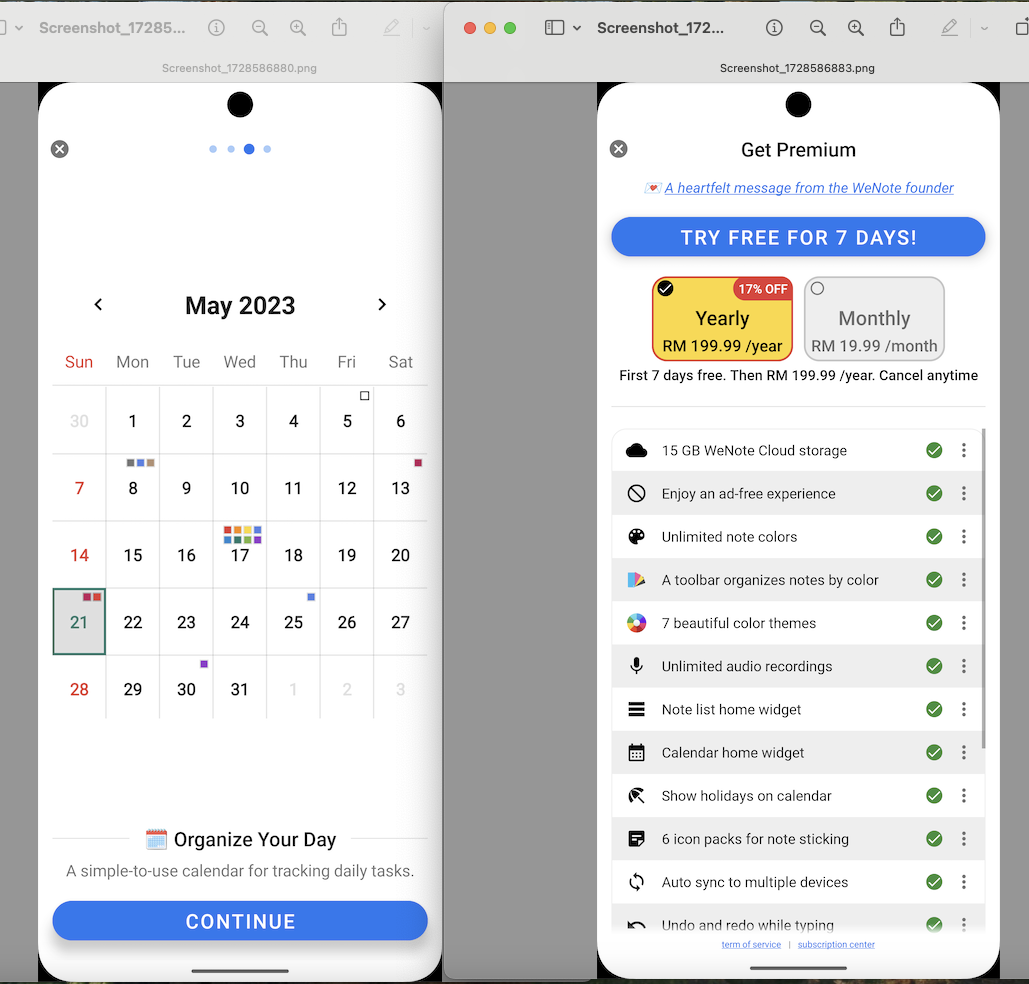 Screenshot_17285...
Screenshot_1728586880.png
May 2023
Sun Mon Tue Wed Thu Fri Sat
30 1 2 3 4 5 6
7 8 9 10 11 12 13
14 15 16 17 18 19 20
21 22 23 24 25 26 27
28 29 30 31 1 2 3
Organize Your Day
A simple-to-use calendar for tracking daily tasks.
CONTINUE
Screenshot_172...
Screenshot_1728586883.png
Get Premium
A heartfelt message from the WeNote founder
TRY FREE FOR 7 DAYS!
17% OFF
Yearly
RM 199.99 /year
Monthly
RM 19.99 /month
First 7 days free. Then RM 199.99 /year. Cancel anytime
15 GB WeNote Cloud storage
Enjoy an ad-free experience
Unlimited note colors
A toolbar organizes notes by color
7 beautiful color themes
Unlimited audio recordings
Note list home widget
Calendar home widget
Show holidays on calendar
6 icon packs for note sticking
Auto sync to multiple devices
Undo and redo while typing
term of service | subscription center